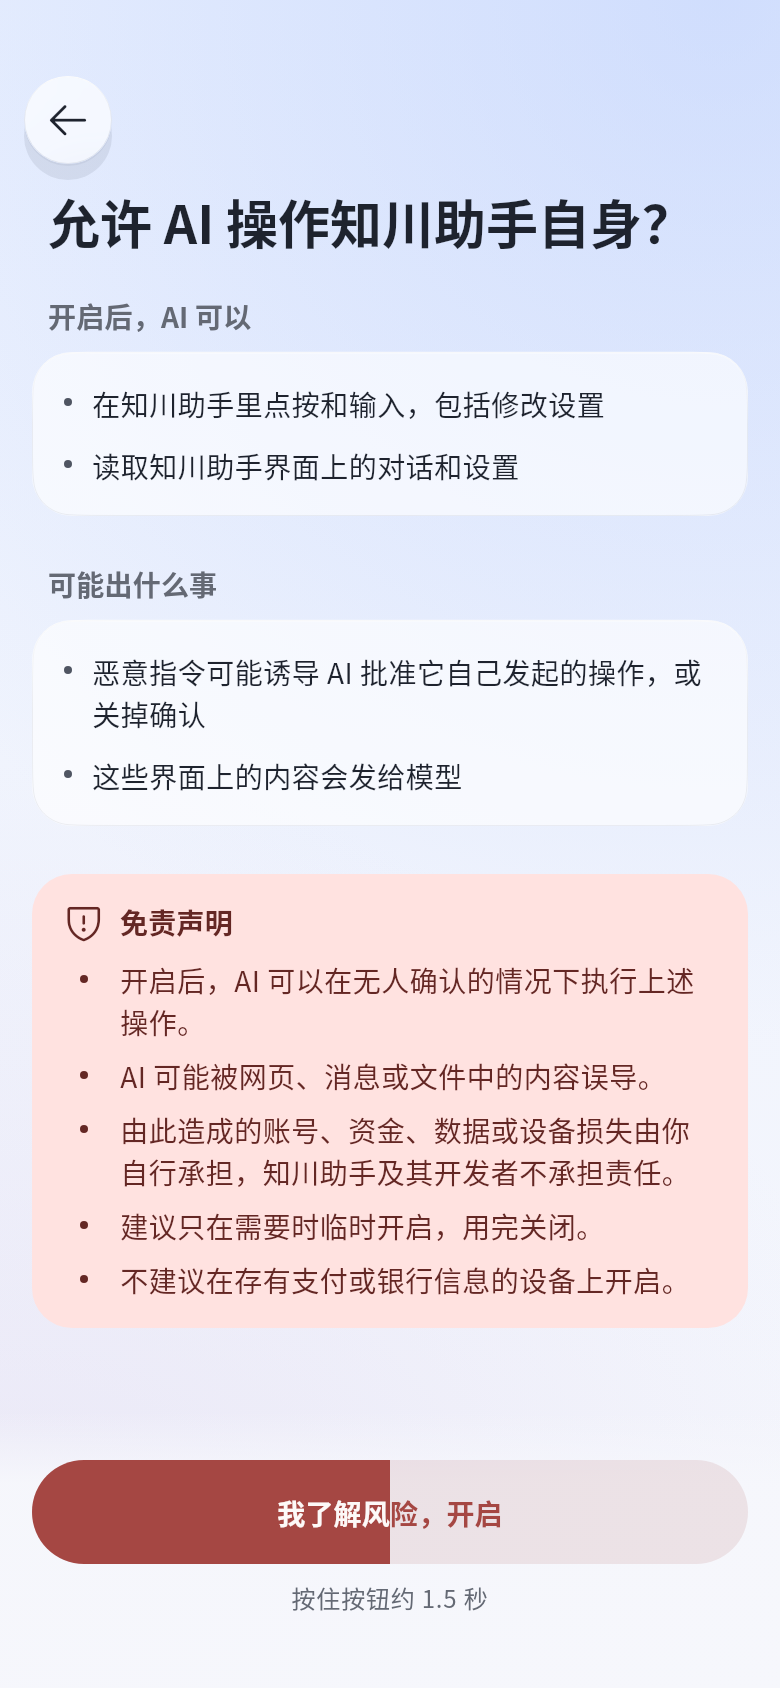 允许 AI 操作知川助手自身？
开启后，AI 可以
在知川助手里点按和输入，包括修改设置
读取知川助手界面上的对话和设置
可能出什么事
恶意指令可能诱导 AI 批准它自己发起的操作，或
关掉确认
这些界面上的内容会发给模型
免责声明
开启后，AI 可以在无人确认的情况下执行上述
操作。
AI 可能被网页、消息或文件中的内容误导。
由此造成的账号、资金、数据或设备损失由你
自行承担，知川助手及其开发者不承担责任。
建议只在需要时临时开启，用完关闭。
不建议在存有支付或银行信息的设备上开启。
我了解风险，开启
按住按钮约 1.5 秒